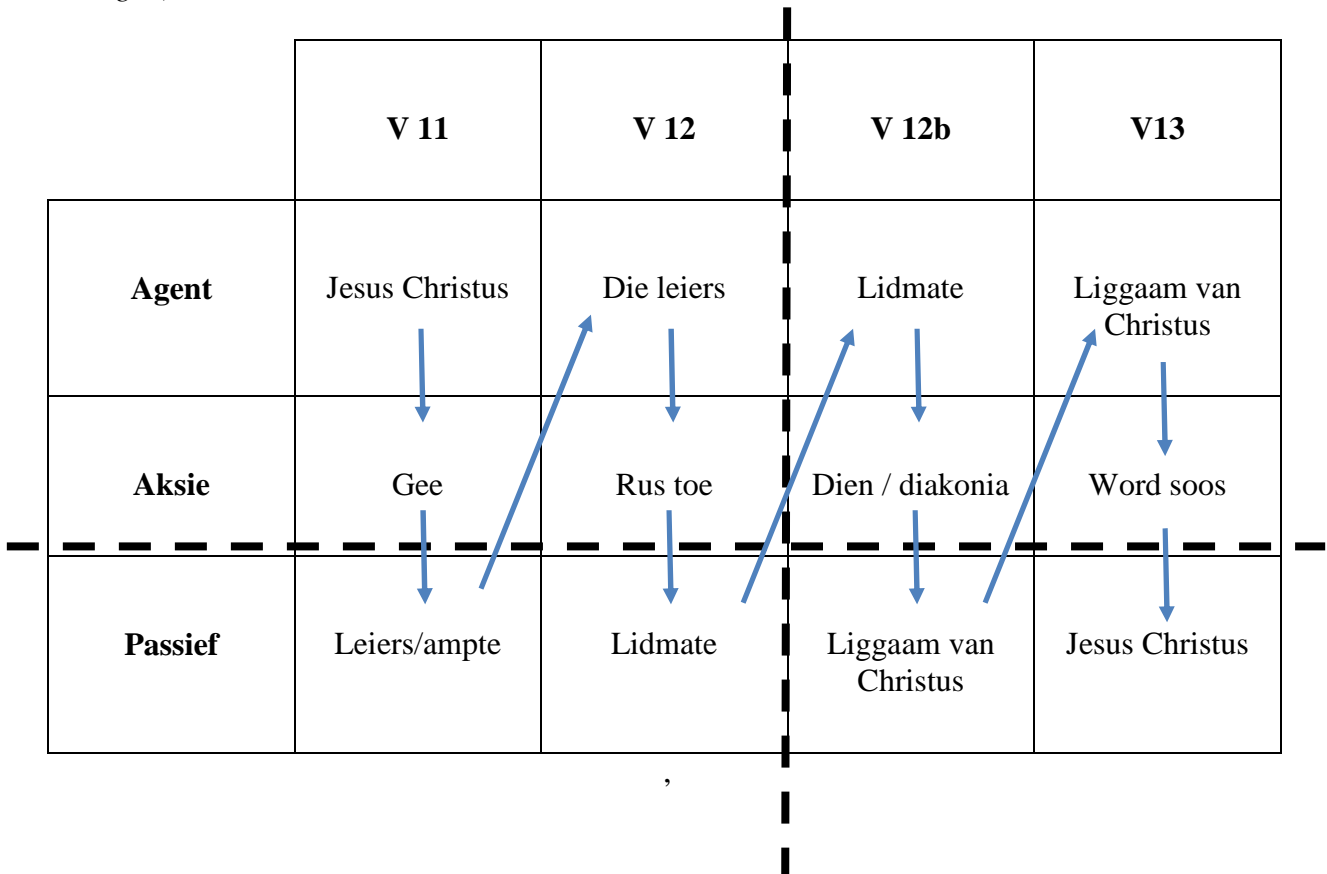 V 11 V 12 V 12b V13
Agent Jesus Christus Die leiers Lidmate Liggaam van
Christus
Aksie Gee Rus toe Dien / diakonia Word soos
Passief Leiers/ampte Lidmate Liggaam van Jesus Christus
Christus
,